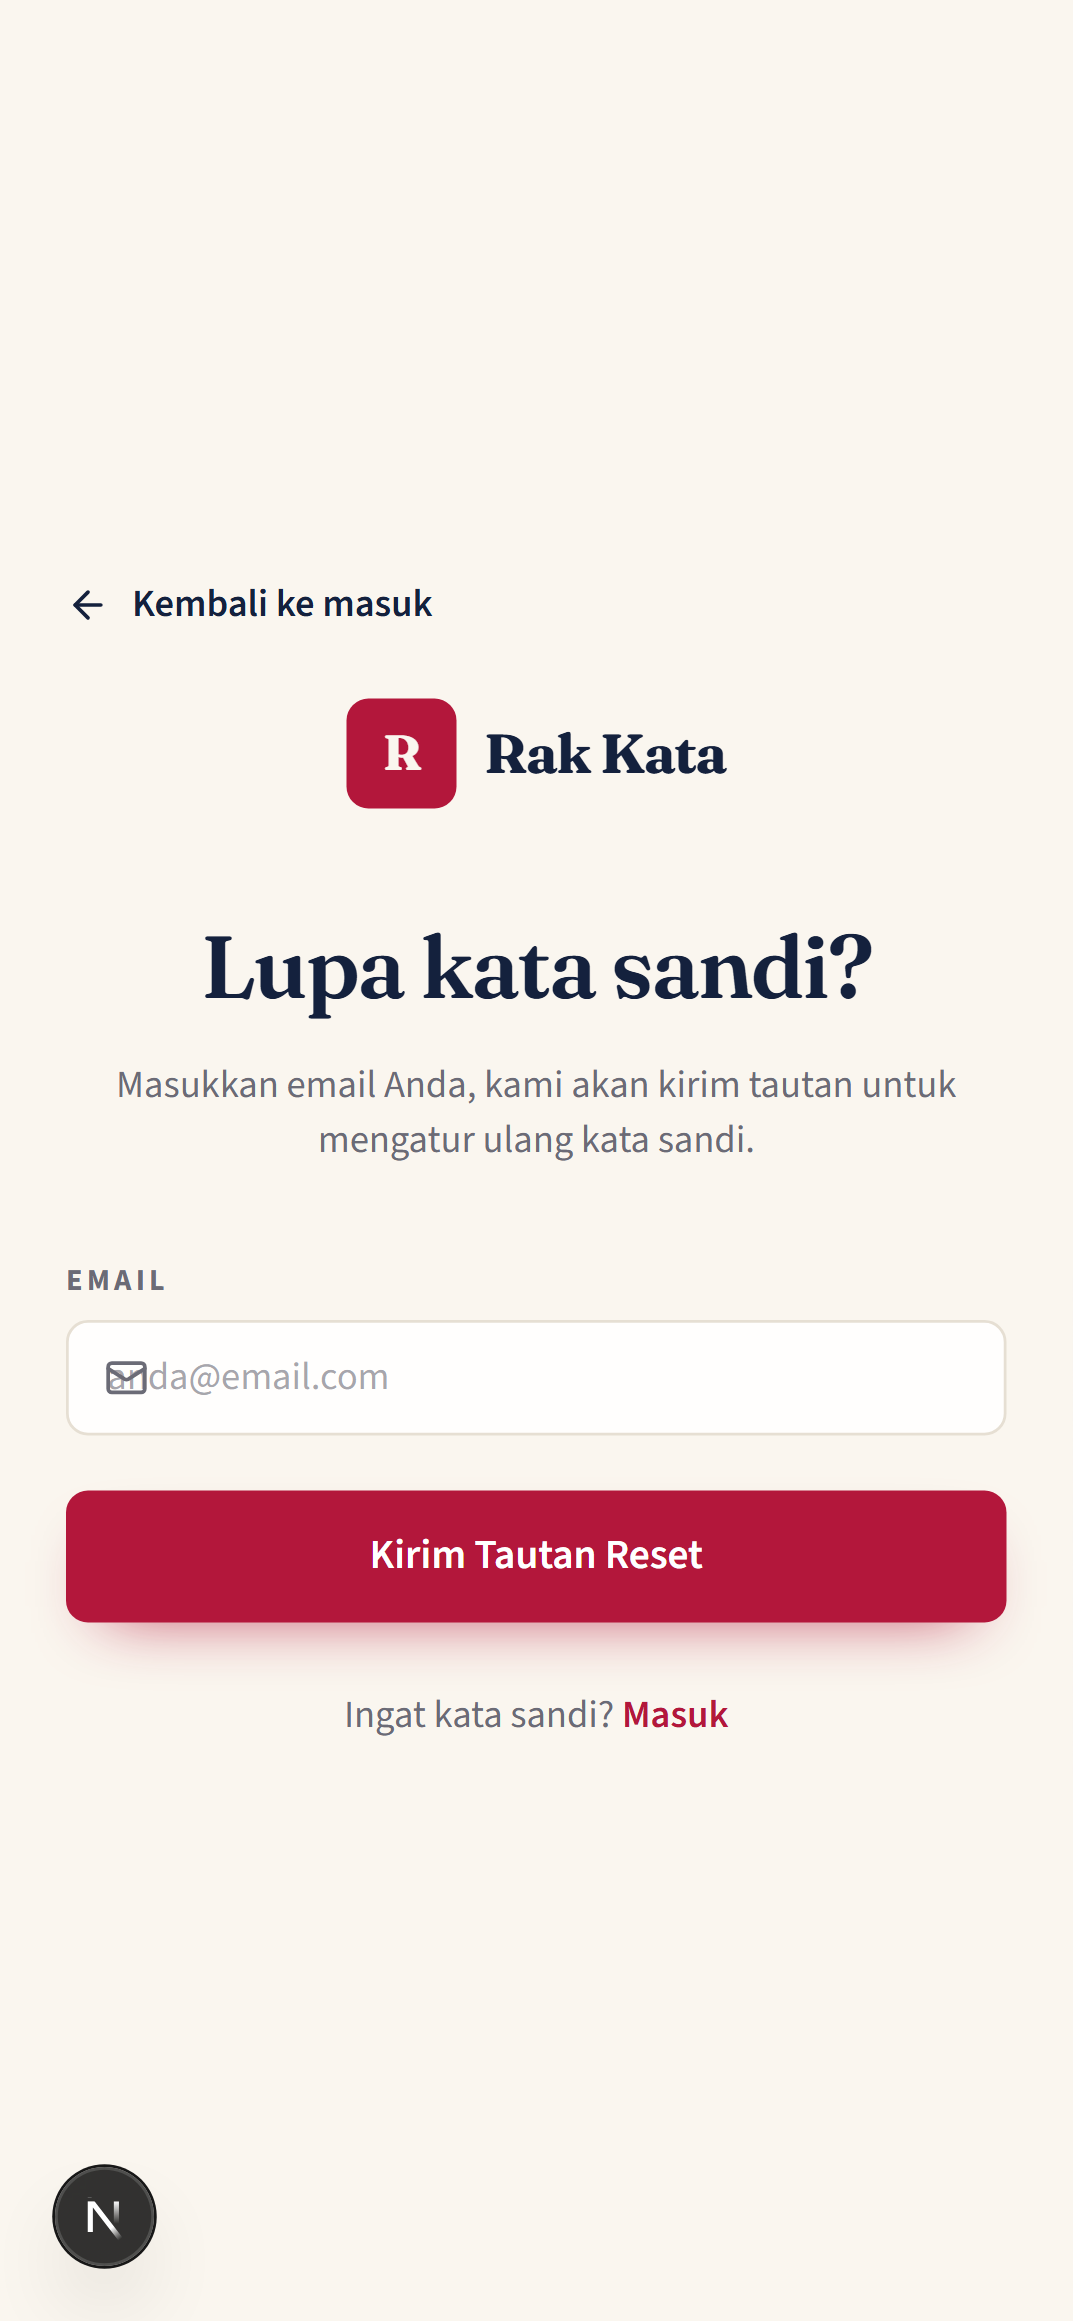 Kembali ke masuk
R Rak Kata
Lupa kata sandi?
Masukkan email Anda, kami akan kirim tautan untuk
mengatur ulang kata sandi.
EMAIL
anda@email.com
Kirim Tautan Reset
Ingat kata sandi? Masuk
N